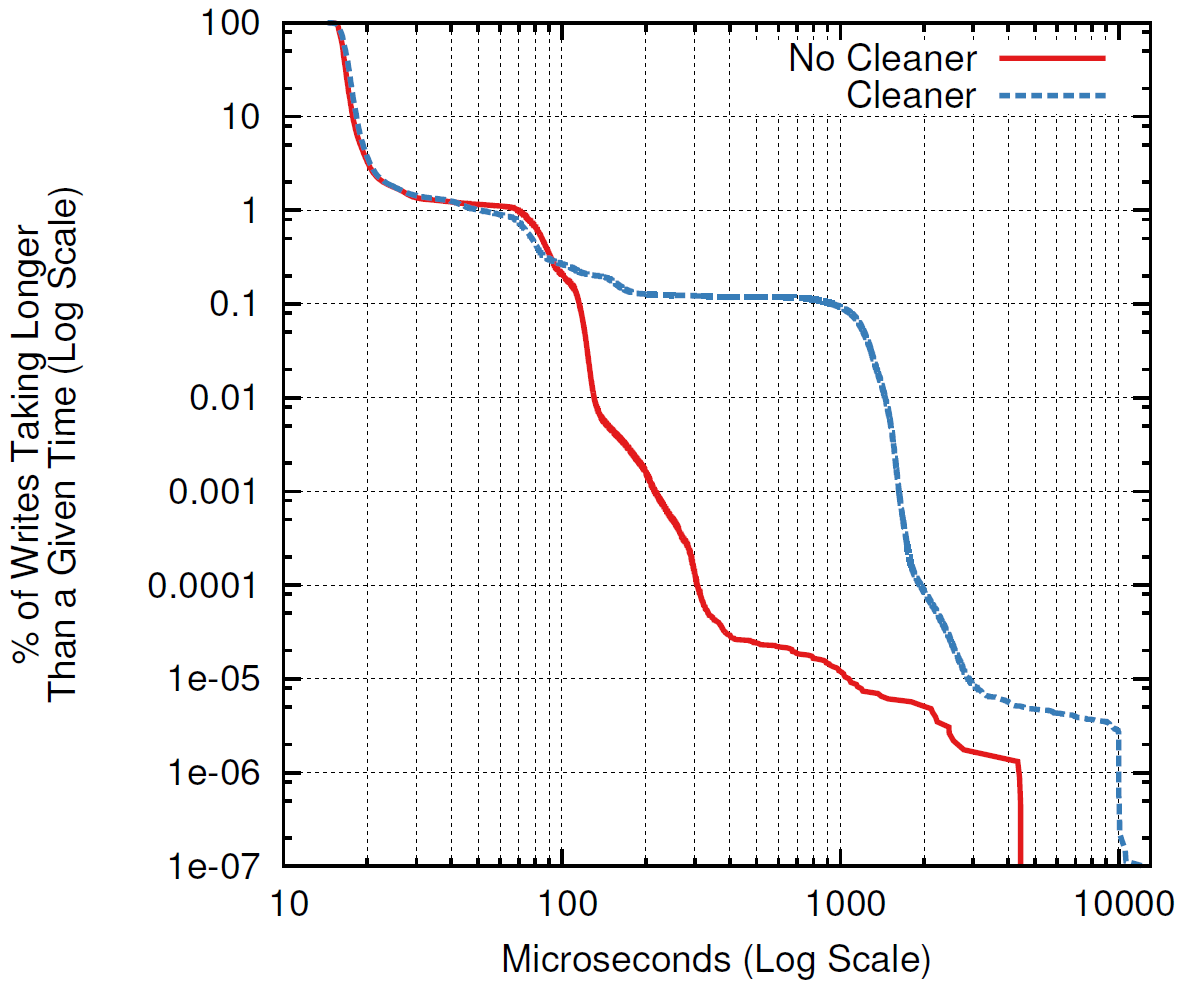 100
10
1
0.1
0.01
0.001
0.0001
1e-05
1e-06
1e-07
% of Writes Taking Longer
Than a Given Time (Log Scale)
No Cleaner
Cleaner
10 100 1000 10000
Microseconds (Log Scale)